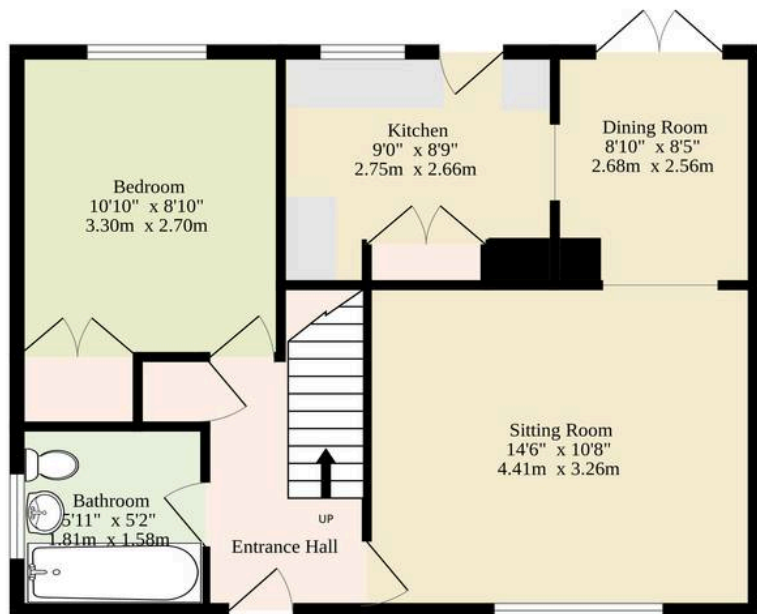 Kitchen
9'0" x 8'9"
2.75m x 2.66m
Dining Room
8'10" x 8'5"
2.68m x 2.56m
Bedroom
10'10" x 8'10"
3.30m x 2.70m
Sitting Room
14'6" x 10'8"
4.41m x 3.26m
Bathroom
5'11" x 5'2"
1.81m x 1.58m
UP
Entrance Hall